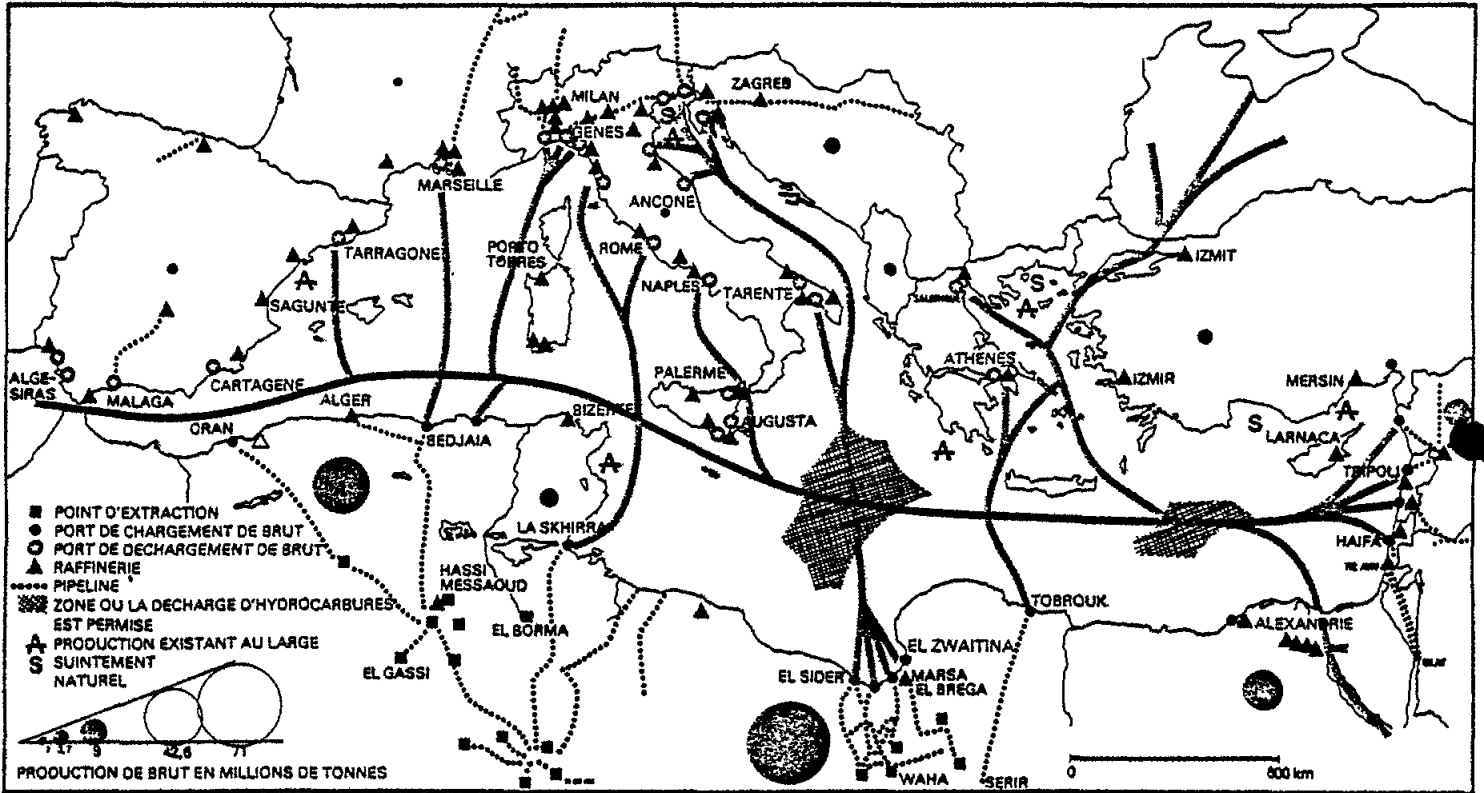 MILAN
ZAGREB
GENES
MARSEILLE
ANCONE
TARRAGONE
PORTO
TORRES
ROME
IZMIT
SAGUNTE
NAPLES
TARENTE
S
S
ATHENES
PALERME
IZMIR
MERSIN
ALGE-
SIRAS
MALAGA
CARTAGENE
ALGER
BIZERTE
AUGUSTA
S
LARNACA
ORAN
BEDJAIA
TRIPOLI
LA SKHIRRA
HAIFA
POINT D'EXTRACTION
PORT DE CHARGEMENT DE BRUT
PORT DE DECHARGEMENT DE BRUT
RAFFINERIE
PIPELINE
ZONE OU LA DECHARGE D'HYDROCARBURES
EST PERMISE
PRODUCTION EXISTANT AU LARGE
S SUINTEMENT
NATUREL
HASSI
MESSAOUD
EL BORMA
EL GASSI
TOBROUK
ALEXANDRIE
EL ZWAITINA
EL SIDER
MARSA
EL BREGA
WAHA
SERIR
42,6
71
PRODUCTION DE BRUT EN MILLIONS DE TONNES
0
600 km